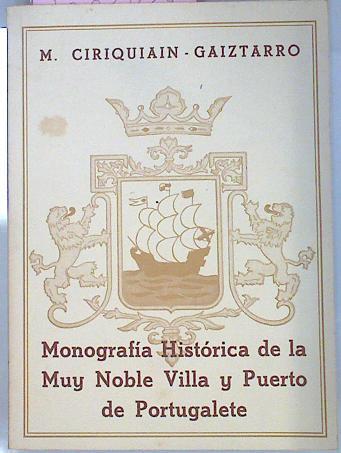 M. CIRIQUIAIN - GAIZTARRO
Monografía Histórica de la
Muy Noble Villa y Puerto
de Portugalete